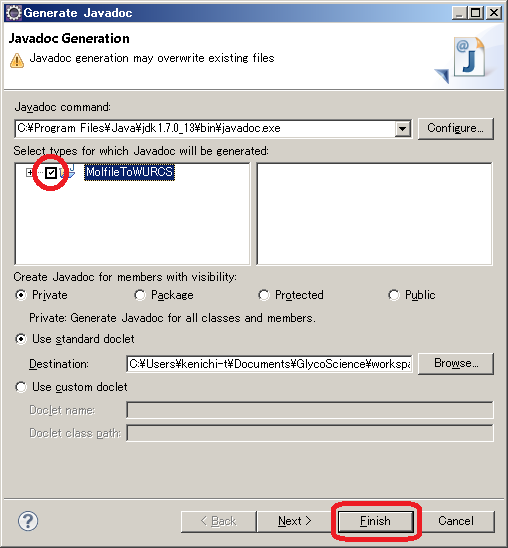 Generate Javadoc
Javadoc Generation
Javadoc generation may overwrite existing files
Javadoc command:
C:¥Program Files¥Java¥jdk1.7.0_13¥bin¥javadoc.exe
Configure...
Select types for which Javadoc will be generated:
MolfileToWURCS
Create Javadoc for members with visibility:
Private Package Protected Public
Private: Generate Javadoc for all classes and members.
Use standard doclet
Destination: C:¥Users¥kenichi-t¥Documents¥GlycoScience¥workspa Browse...
Use custom doclet
Doclet name:
Doclet class path:
? < Back Next > Finish Cancel